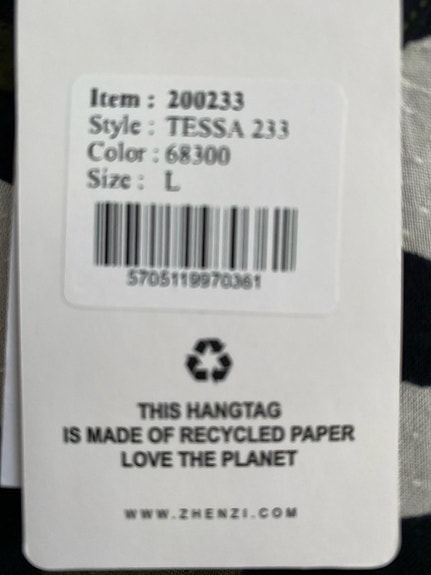 Item : 200233
Style : TESSA 233
Color : 68300
Size : L
5705119970361
THIS HANGTAG
IS MADE OF RECYCLED PAPER
LOVE THE PLANET
WWW.ZHENZI.COM